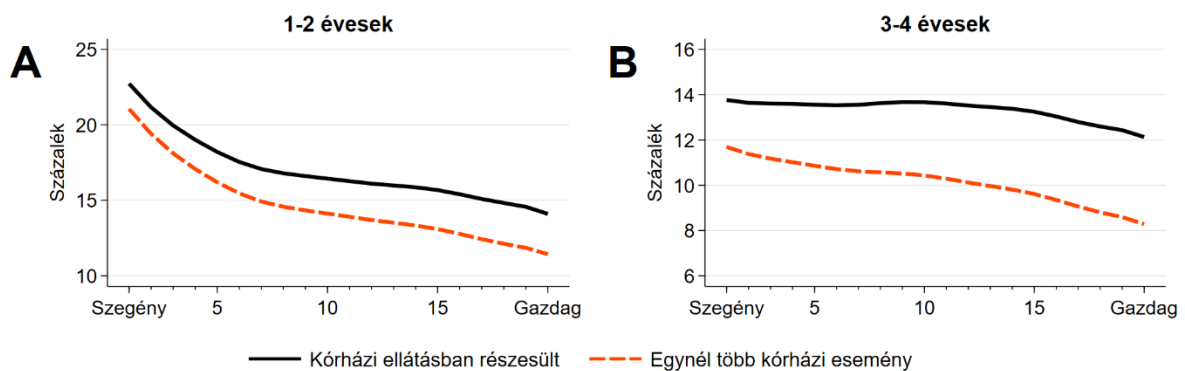 A
1-2 évesek
25
20
15
10
Százalék
Szegény 5 10 15 Gazdag
B
3-4 évesek
16
14
12
10
8
6
Százalék
Szegény 5 10 15 Gazdag
Kórházi ellátásban részesült
Egynél több kórházi esemény